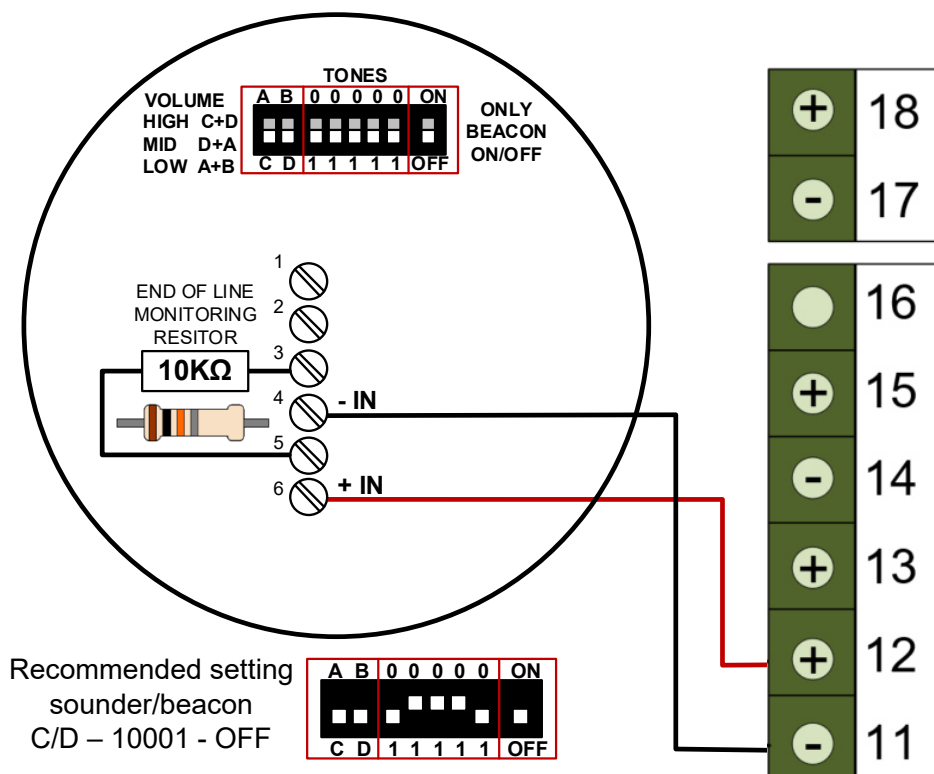 TONES
VOLUME
HIGH C+D
MID D+A
LOW A+B
A B 0 0 0 0 0 ON
C D 1 1 1 1 1 OFF
ONLY
BEACON
ON/OFF
END OF LINE
MONITORING
RESITOR
10KΩ
1
2
3
4 - IN
5
6 + IN
+ 18
- 17
16
+ 15
- 14
+ 13
+ 12
- 11
Recommended setting
sounder/beacon
C/D – 10001 - OFF
A B 0 0 0 0 0 ON
C D 1 1 1 1 1 OFF